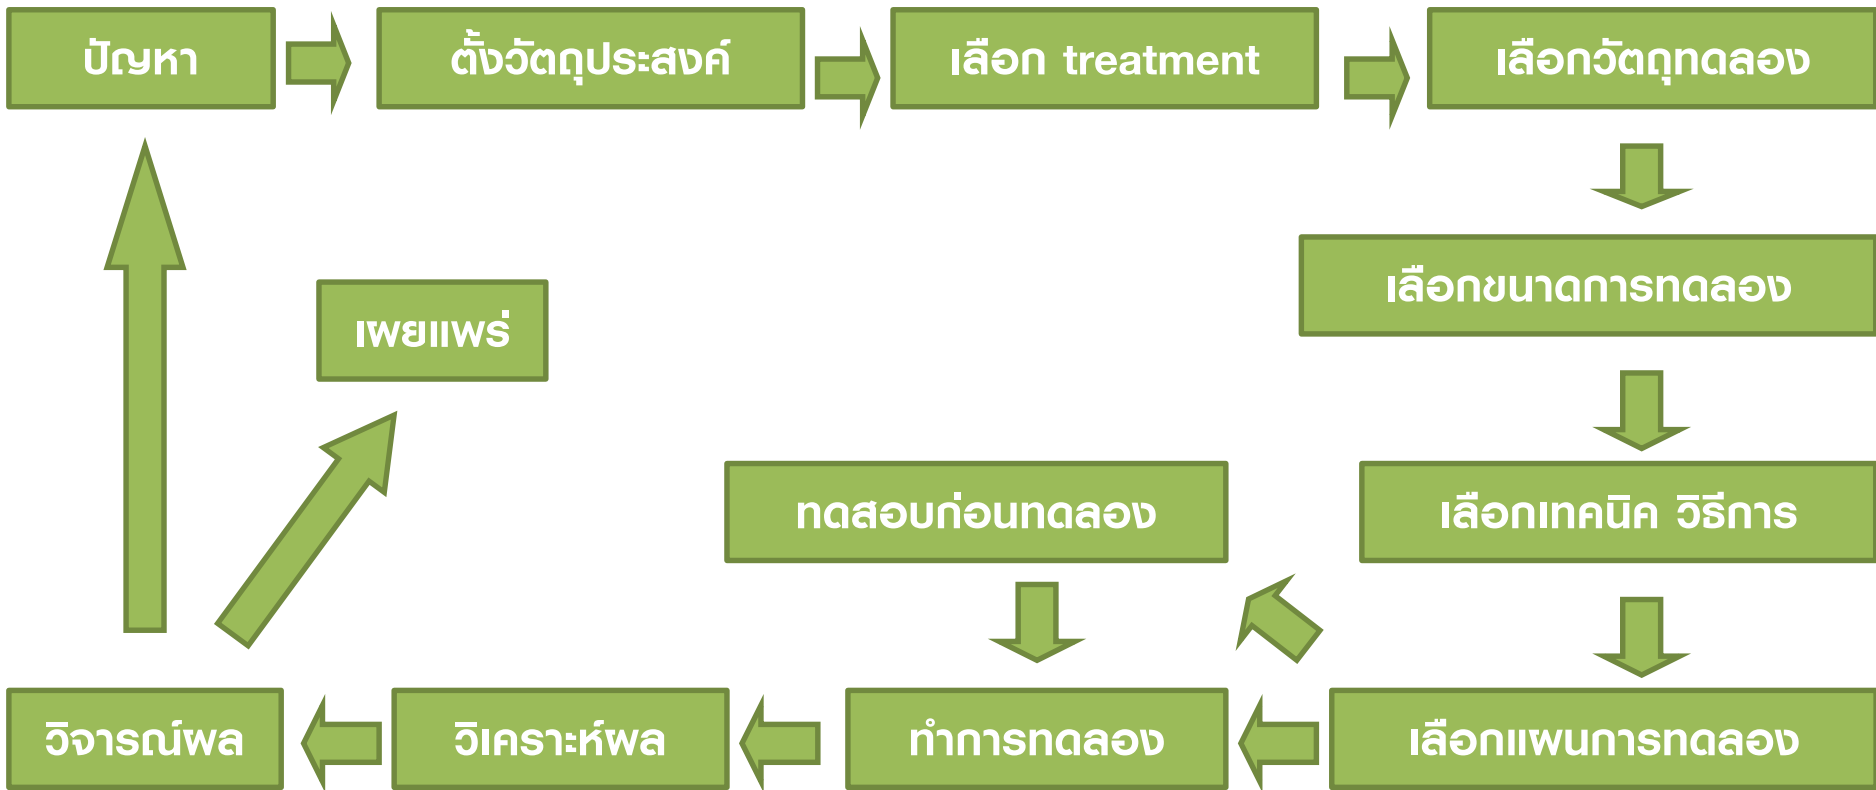 ปัญหา
ตั้งวัตถุประสงค์
เลือก treatment
เลือกวัตถุทดลอง
เลือกขนาดการทดลอง
เผยแพร่
ทดสอบก่อนทดลอง
เลือกเทคนิค วิธีการ
วิจารณ์ผล
วิเคราะห์ผล
ทำการทดลอง
เลือกแผนการทดลอง